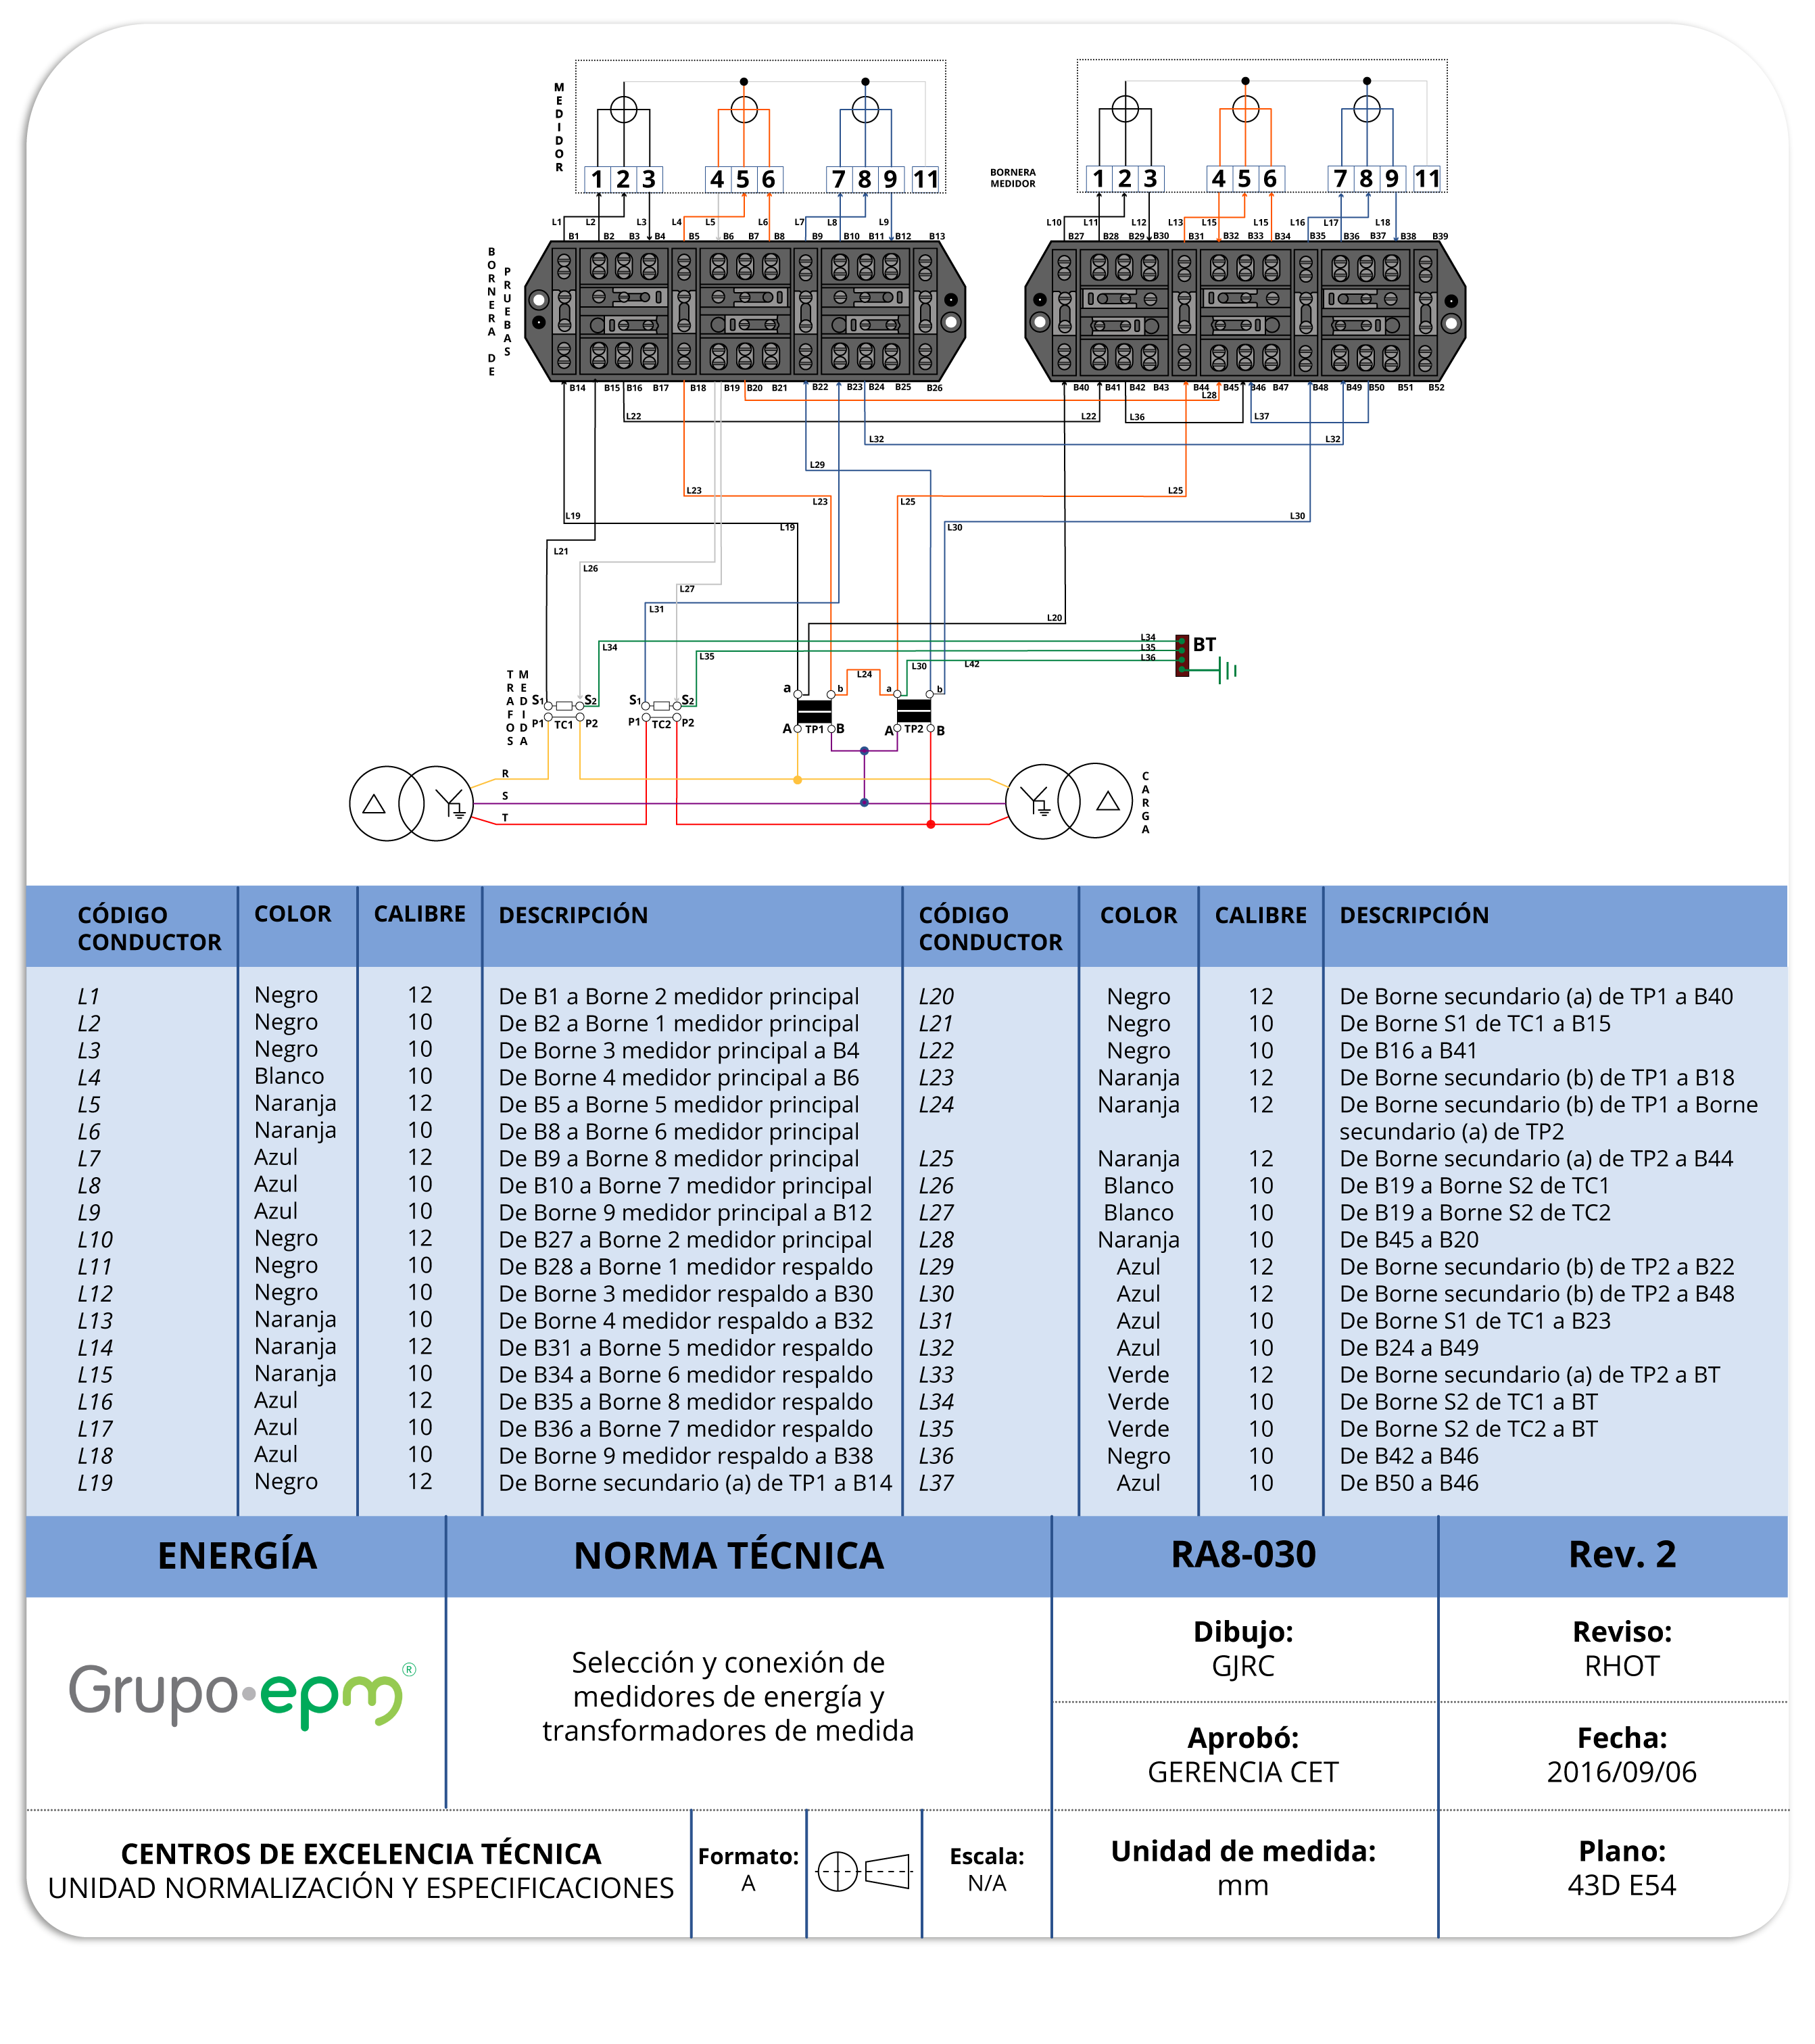 MEDIDOR
1 2 3 4 5 6 7 8 9 11
BORNERA
MEDIDOR
1 2 3 4 5 6 7 8 9 11
L1 L2 L3 L4 L5 L6 L7 L8 L9
L10 L11 L12 L13 L15 L15 L16 L17 L18
B1 B2 B3 B4 B5 B6 B7 B8 B9 B10 B11 B12 B13
B27 B28 B29 B30 B31 B32 B33 B34 B35 B36 B37 B38 B39
BORNERA DE
PRUEBAS
B14 B15 B16 B17 B18 B19 B20 B21 B22 B23 B24 B25 B26
B40 B41 B42 B43 B44 B45 B46 B47 B48 B49 B50 B51 B52
L28
L22 L22 L36 L37
L32 L32
L29
L23 L25
L23 L25
L19 L30
L19 L30
L21
L26
L27
L31
L20
L34 L34 BT
L35 L35
L30 L42 L36
L24
TRAFOS
MEDIDA
S1 S2 S1 S2 a b a b
P1 TC1 P2 P1 TC2 P2 A TP1 B A TP2 B
R
S
T
CARGA
CÓDIGO
CONDUCTOR
COLOR
CALIBRE
DESCRIPCIÓN
CÓDIGO
CONDUCTOR
COLOR
CALIBRE
DESCRIPCIÓN
L1 Negro 12 De B1 a Borne 2 medidor principal
L2 Negro 10 De B2 a Borne 1 medidor principal
L3 Negro 10 De Borne 3 medidor principal a B4
L4 Blanco 10 De Borne 4 medidor principal a B6
L5 Naranja 12 De B5 a Borne 5 medidor principal
L6 Naranja 10 De B8 a Borne 6 medidor principal
L7 Azul 12 De B9 a Borne 8 medidor principal
L8 Azul 10 De B10 a Borne 7 medidor principal
L9 Azul 10 De Borne 9 medidor principal a B12
L10 Negro 12 De B27 a Borne 2 medidor principal
L11 Negro 10 De B28 a Borne 1 medidor respaldo
L12 Negro 10 De Borne 3 medidor respaldo a B30
L13 Naranja 10 De Borne 4 medidor respaldo a B32
L14 Naranja 12 De B31 a Borne 5 medidor respaldo
L15 Naranja 10 De B34 a Borne 6 medidor respaldo
L16 Azul 12 De B35 a Borne 8 medidor respaldo
L17 Azul 10 De B36 a Borne 7 medidor respaldo
L18 Azul 10 De Borne 9 medidor respaldo a B38
L19 Negro 12 De Borne secundario (a) de TP1 a B14
L20 Negro 12 De Borne secundario (a) de TP1 a B40
L21 Negro 10 De Borne S1 de TC1 a B15
L22 Negro 10 De B16 a B41
L23 Naranja 12 De Borne secundario (b) de TP1 a B18
L24 Naranja 12 De Borne secundario (b) de TP1 a Borne
secundario (a) de TP2
L25 Naranja 12 De Borne secundario (a) de TP2 a B44
L26 Blanco 10 De B19 a Borne S2 de TC1
L27 Blanco 10 De B19 a Borne S2 de TC2
L28 Naranja 10 De B45 a B20
L29 Azul 12 De Borne secundario (b) de TP2 a B22
L30 Azul 12 De Borne secundario (b) de TP2 a B48
L31 Azul 10 De Borne S1 de TC1 a B23
L32 Azul 10 De B24 a B49
L33 Verde 12 De Borne secundario (a) de TP2 a BT
L34 Verde 10 De Borne S2 de TC1 a BT
L35 Verde 10 De Borne S2 de TC2 a BT
L36 Negro 10 De B42 a B46
L37 Azul 10 De B50 a B46
ENERGÍA
NORMA TÉCNICA
RA8-030
Rev. 2
Grupo·epm®
Selección y conexión de
medidores de energía y
transformadores de medida
Dibujo:
GJRC
Reviso:
RHOT
Aprobó:
GERENCIA CET
Fecha:
2016/09/06
CENTROS DE EXCELENCIA TÉCNICA
UNIDAD NORMALIZACIÓN Y ESPECIFICACIONES
Formato:
A
Escala:
N/A
Unidad de medida:
mm
Plano:
43D E54